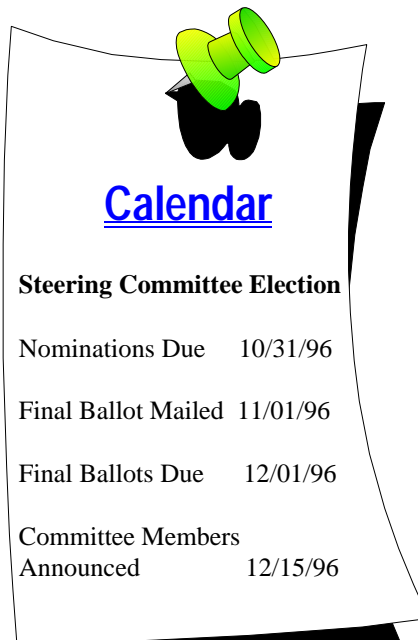 Calendar
Steering Committee Election
Nominations Due 10/31/96
Final Ballot Mailed 11/01/96
Final Ballots Due 12/01/96
Committee Members
Announced 12/15/96